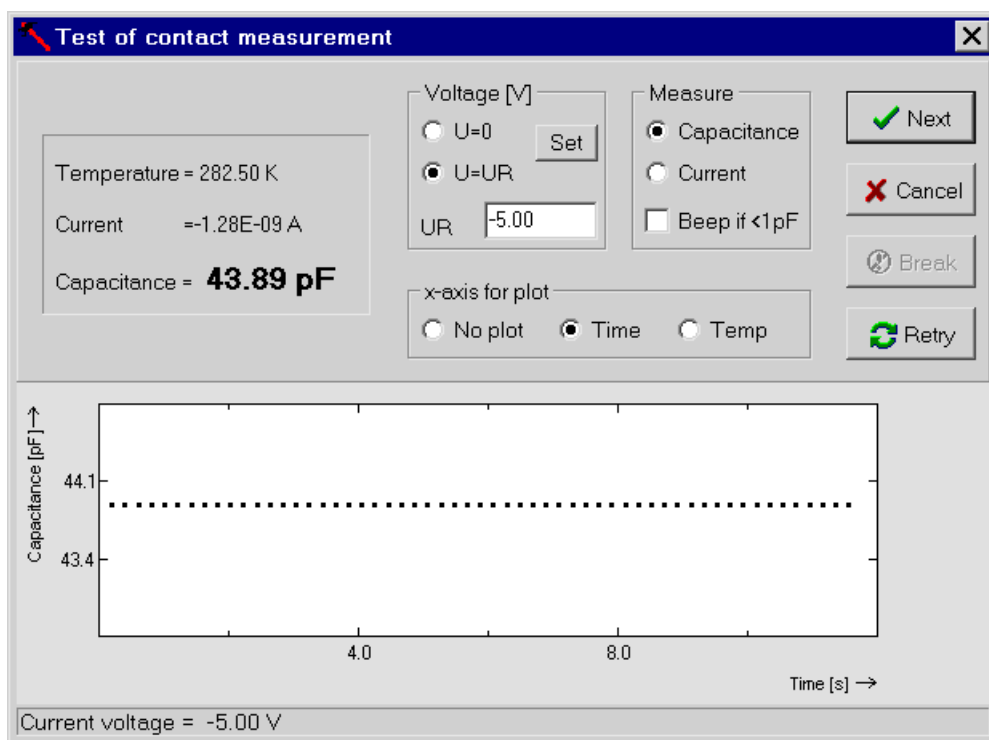 Test of contact measurement
Temperature = 282.50 K
Current =-1.28E-09 A
Capacitance = 43.89 pF
Voltage [V]
U=0
Set
U=UR
UR -5.00
Measure
Capacitance
Current
Beep if <1pF
x-axis for plot
No plot Time Temp
Next
Cancel
Break
Retry
Capacitance [pF]→
44.1
43.4
4.0 8.0
Time [s] →
Current voltage = -5.00 V